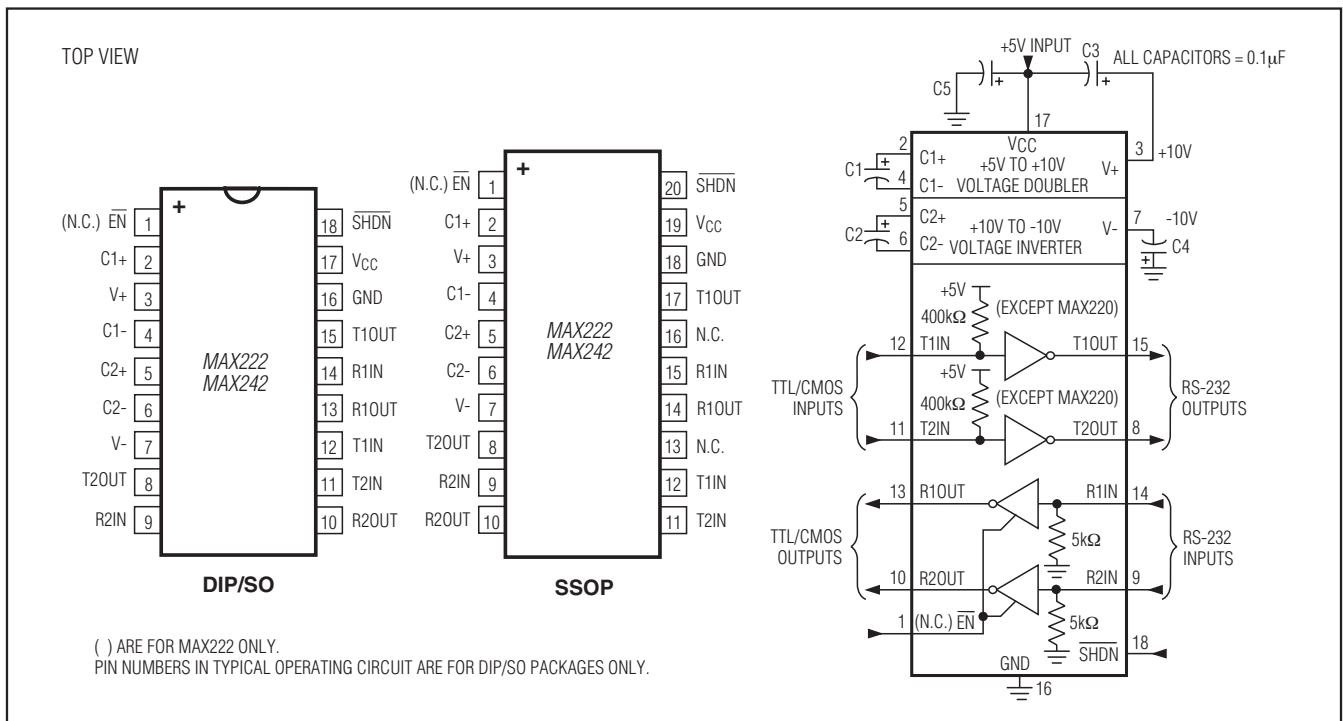 TOP VIEW
+
(N.C.) EN 1
C1+ 2
V+ 3
C1- 4
C2+ 5
C2- 6
V- 7
T2OUT 8
R2IN 9
18 SHDN
17 VCC
16 GND
15 T1OUT
14 R1IN
13 R1OUT
12 T1IN
11 T2IN
10 R2OUT
MAX222
MAX242
DIP/SO
+
(N.C.) EN 1
C1+ 2
V+ 3
C1- 4
C2+ 5
C2- 6
V- 7
T2OUT 8
R2IN 9
R2OUT 10
20 SHDN
19 VCC
18 GND
17 T1OUT
16 N.C.
15 R1IN
14 R1OUT
13 N.C.
12 T1IN
11 T2IN
MAX222
MAX242
SSOP
( ) ARE FOR MAX222 ONLY.
PIN NUMBERS IN TYPICAL OPERATING CIRCUIT ARE FOR DIP/SO PACKAGES ONLY.
+5V INPUT
C3
ALL CAPACITORS = 0.1μF
C5
+
+
17
VCC
2
C1+
+5V TO +10V
C1
+
4
C1-
VOLTAGE DOUBLER
V+
3
+10V
5
C2+
+10V TO -10V
C2
+
6
C2-
VOLTAGE INVERTER
V-
7
-10V
C4
+
+5V
400kΩ
(EXCEPT MAX220)
12
T1IN
T1OUT
15
+5V
400kΩ
(EXCEPT MAX220)
TTL/CMOS
INPUTS
RS-232
OUTPUTS
11
T2IN
T2OUT
8
13
R1OUT
R1IN
14
5kΩ
TTL/CMOS
OUTPUTS
RS-232
INPUTS
10
R2OUT
R2IN
9
5kΩ
1
(N.C.) EN
SHDN
18
GND
16